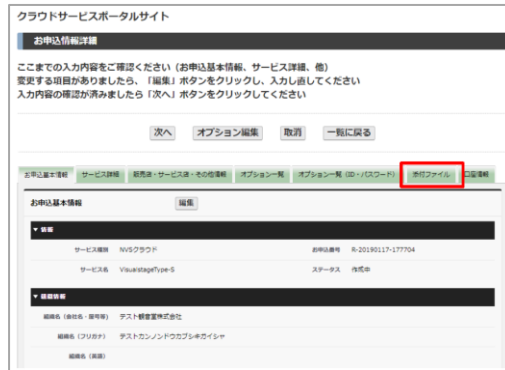 クラウドサービスポータルサイト
お申込情報詳細
ここまでの入力内容をご確認ください(お申込基本情報、サービス詳細、他)
変更する項目がありましたら、「編集」ボタンをクリックし、入力し直してください
入力内容の確認が済みましたら「次へ」ボタンをクリックしてください
次へ オプション編集 取消 一覧に戻る
お申込基本情報 サービス詳細 販売店・サービス店・その他情報 オプション一覧 オプション一覧(ID・パスワード) 添付ファイル 口座情報
お申込基本情報 編集
▼ 情報
サービス種類 NVSクラウド お申込番号 R-20190117-177704
サービス名 VisualstageType-S ステータス 作成中
▼ 組織情報
組織名(会社名・屋号等) テスト観音堂株式会社
組織名(フリガナ) テストカンノンドウカブシキガイシャ
組織名(英語)